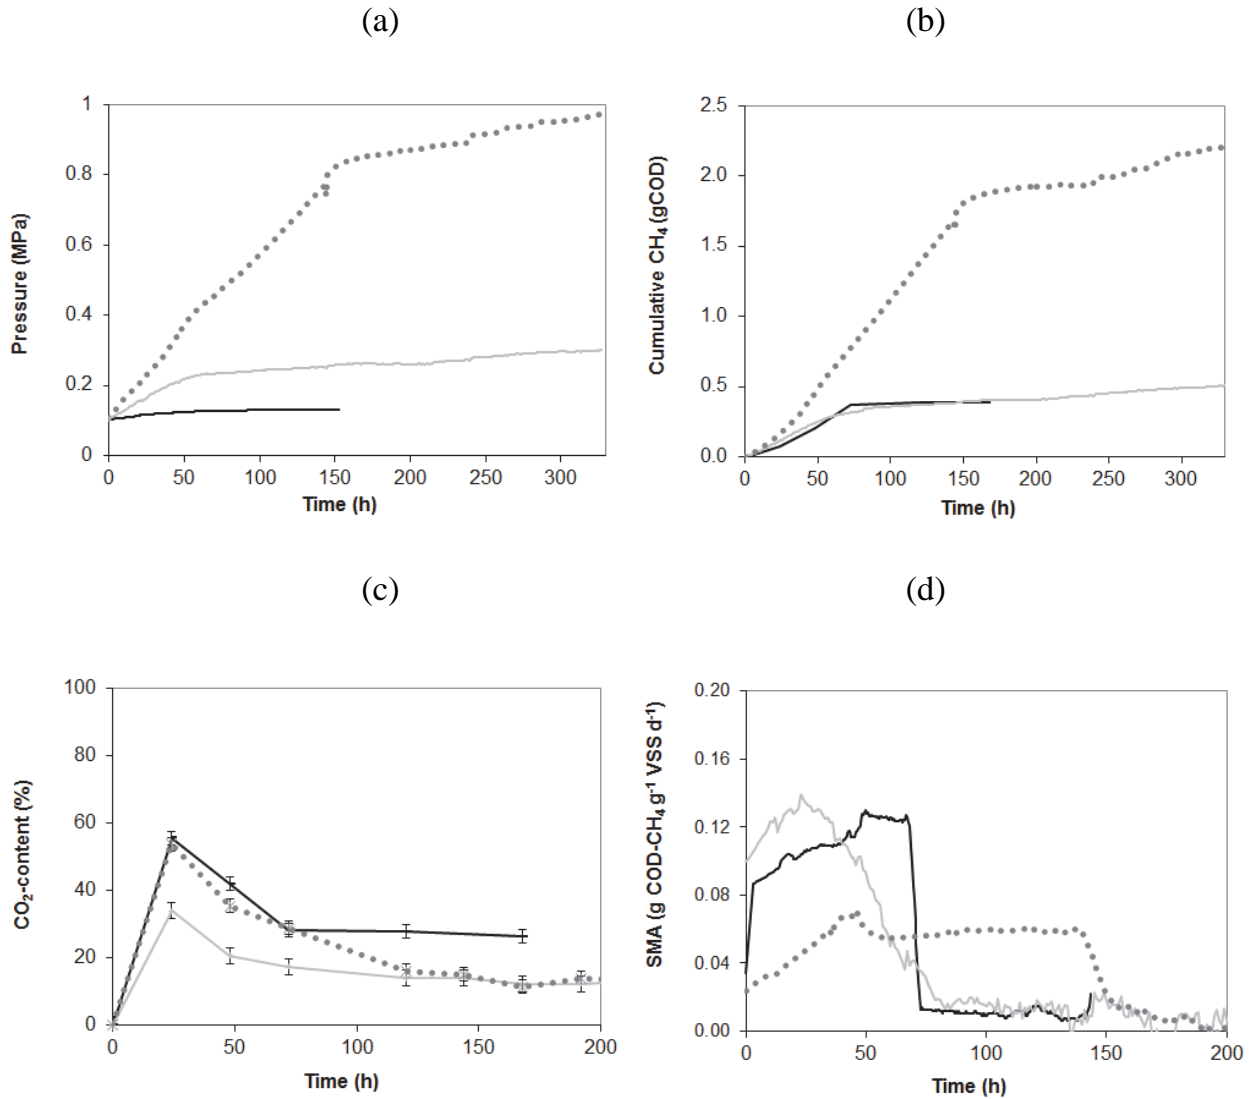 (a)
(b)
Pressure (MPa)
1
0.8
0.6
0.4
0.2
0
0 50 100 150 200 250 300
Time (h)
Cumulative CH₄ (gCOD)
2.5
2.0
1.5
1.0
0.5
0.0
0 50 100 150 200 250 300
Time (h)
(c)
(d)
CO₂-content (%)
100
80
60
40
20
0
0 50 100 150 200
Time (h)
SMA (g COD-CH₄ g⁻¹ VSS d⁻¹)
0.20
0.16
0.12
0.08
0.04
0.00
0 50 100 150 200
Time (h)